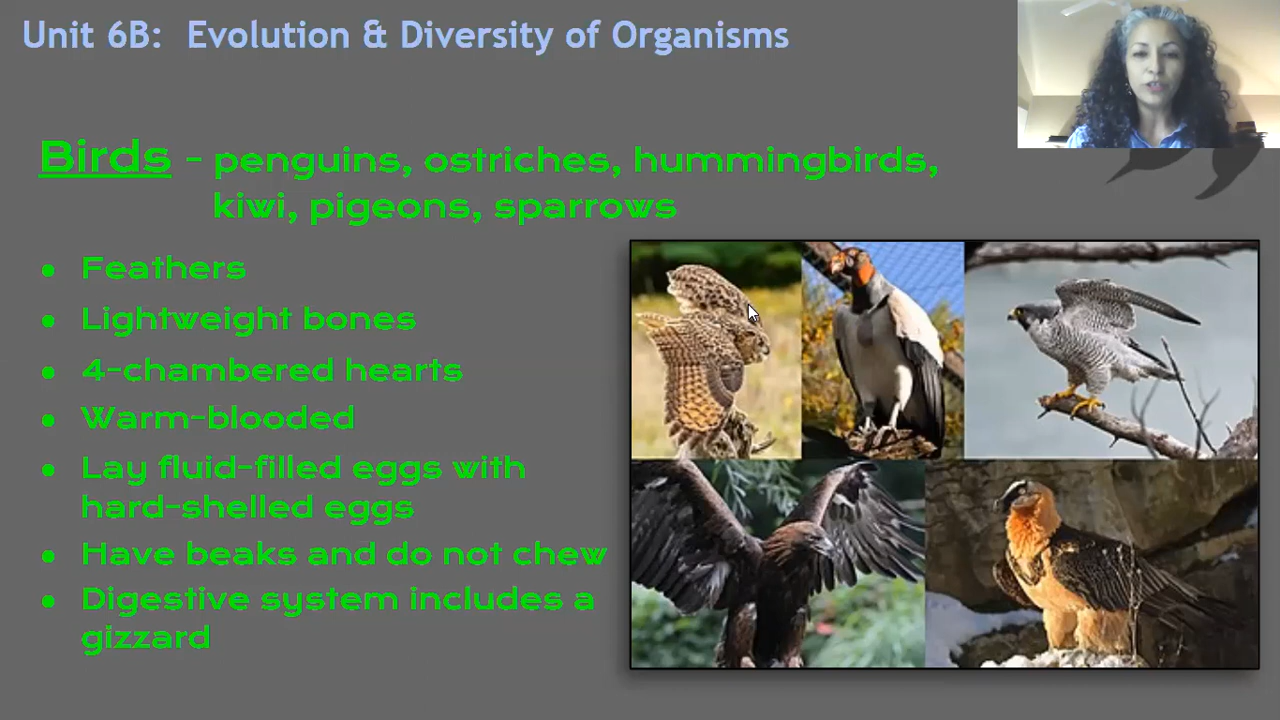 Unit 6B: Evolution & Diversity of Organisms
Birds - penguins, ostriches, hummingbirds,
kiwi, pigeons, sparrows
• Feathers
• Lightweight bones
• 4-chambered hearts
• Warm-blooded
• Lay fluid-filled eggs with
hard-shelled eggs
• Have beaks and do not chew
• Digestive system includes a
gizzard